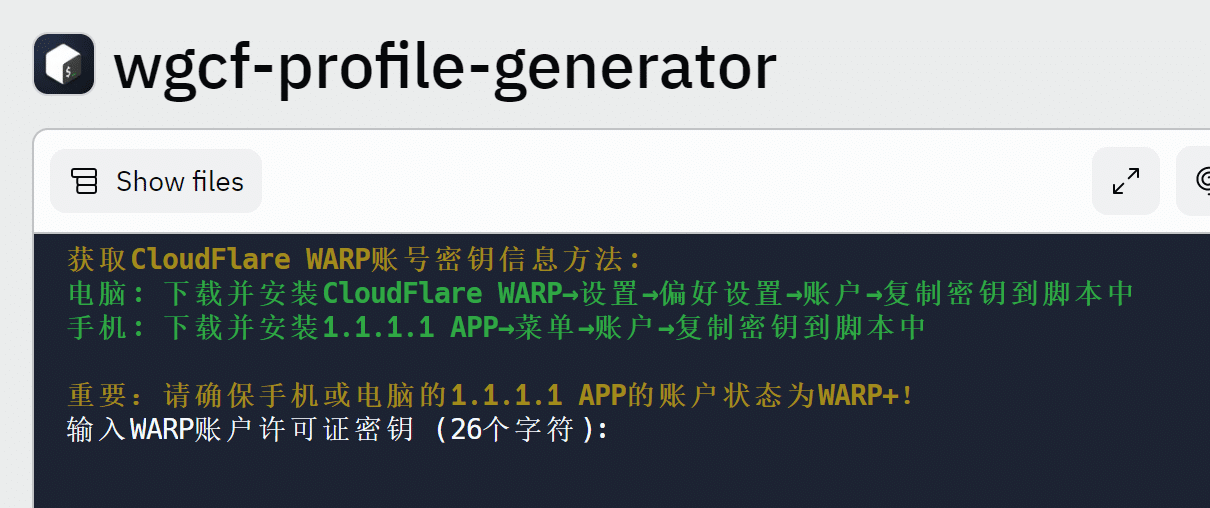 wgcf-profile-generator
Show files
获取CloudFlare WARP账号密钥信息方法:
电脑: 下载并安装CloudFlare WARP→设置→偏好设置→账户→复制密钥到脚本中
手机: 下载并安装1.1.1.1 APP→菜单→账户→复制密钥到脚本中
重要: 请确保手机或电脑的1.1.1.1 APP的账户状态为WARP+!
输入WARP账户许可证密钥 (26个字符):